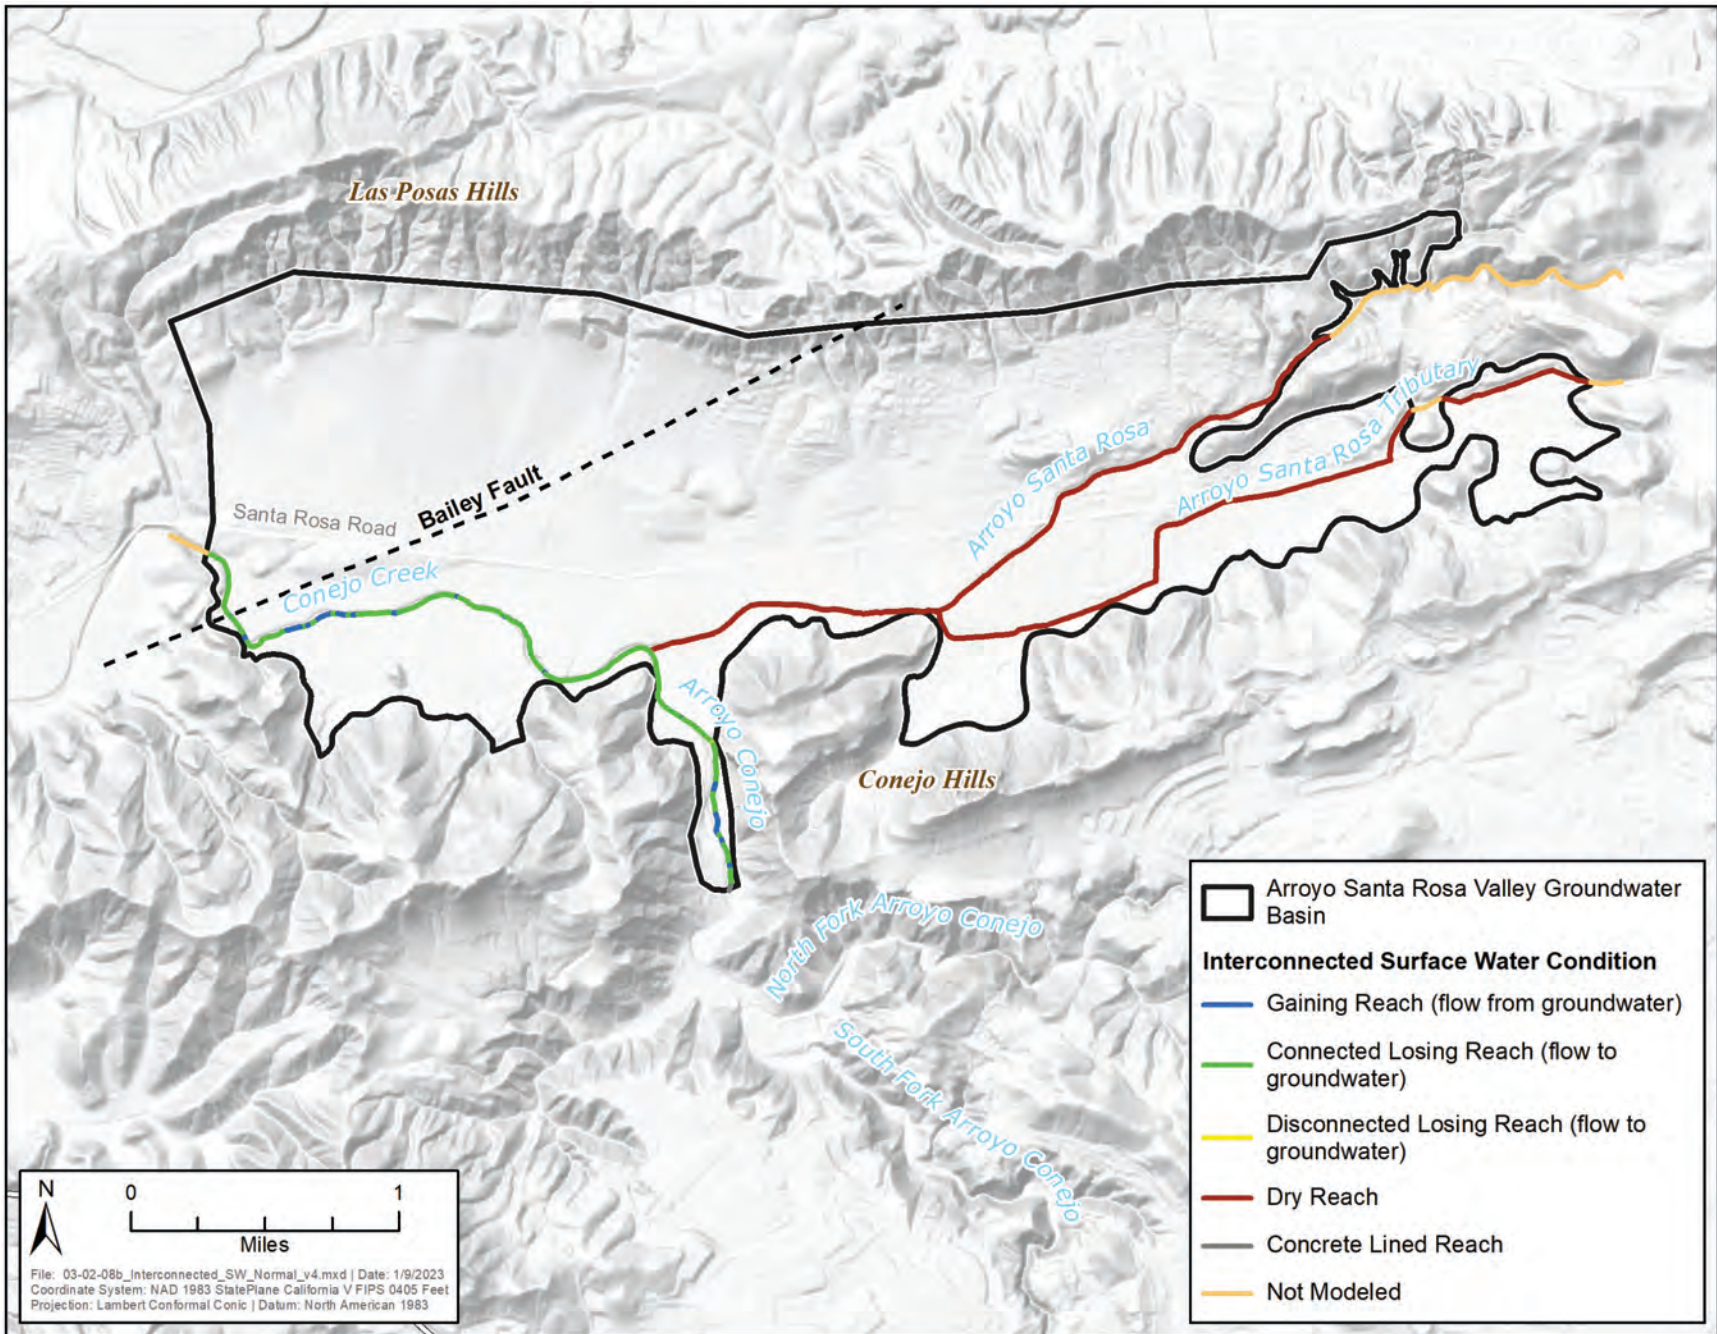 Las Posas Hills
Arroyo Santa Rosa Tributary
Arroyo Santa Rosa
Bailey Fault
Santa Rosa Road
Conejo Creek
Arroyo Conejo
Conejo Hills
North Fork Arroyo Conejo
South Fork Arroyo Conejo
Arroyo Santa Rosa Valley Groundwater
Basin
Interconnected Surface Water Condition
Gaining Reach (flow from groundwater)
Connected Losing Reach (flow to
groundwater)
Disconnected Losing Reach (flow to
groundwater)
Dry Reach
Concrete Lined Reach
Not Modeled
N
0 1
Miles
File: 03-02-08b_Interconnected_SW_Normal_v4.mxd | Date: 1/9/2023
Coordinate System: NAD 1983 StatePlane California V FIPS 0405 Feet
Projection: Lambert Conformal Conic | Datum: North American 1983